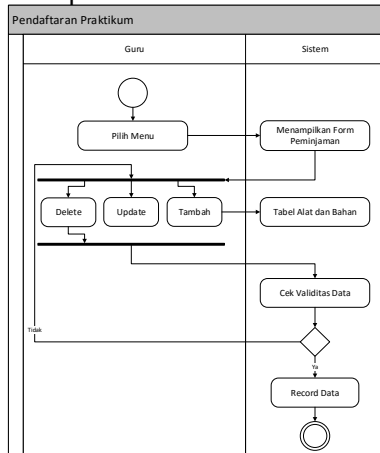 Pendaftaran Praktikum
Guru
Sistem
Pilih Menu
Menampilkan Form
Peminjaman
Delete
Update
Tambah
Tabel Alat dan Bahan
Cek Validitas Data
Tidak
Ya
Record Data